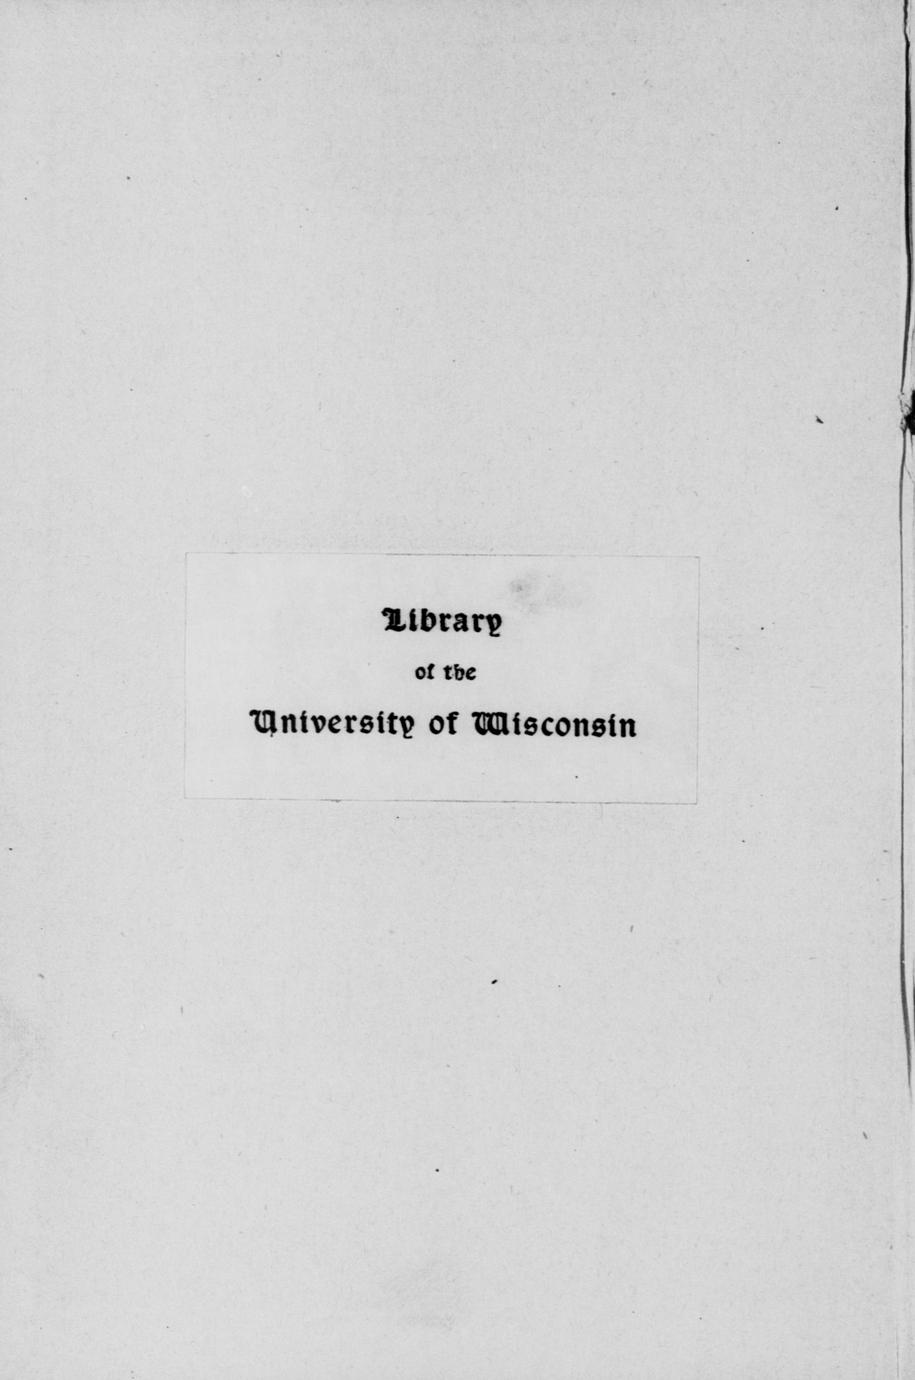 Library
of the
University of Wisconsin